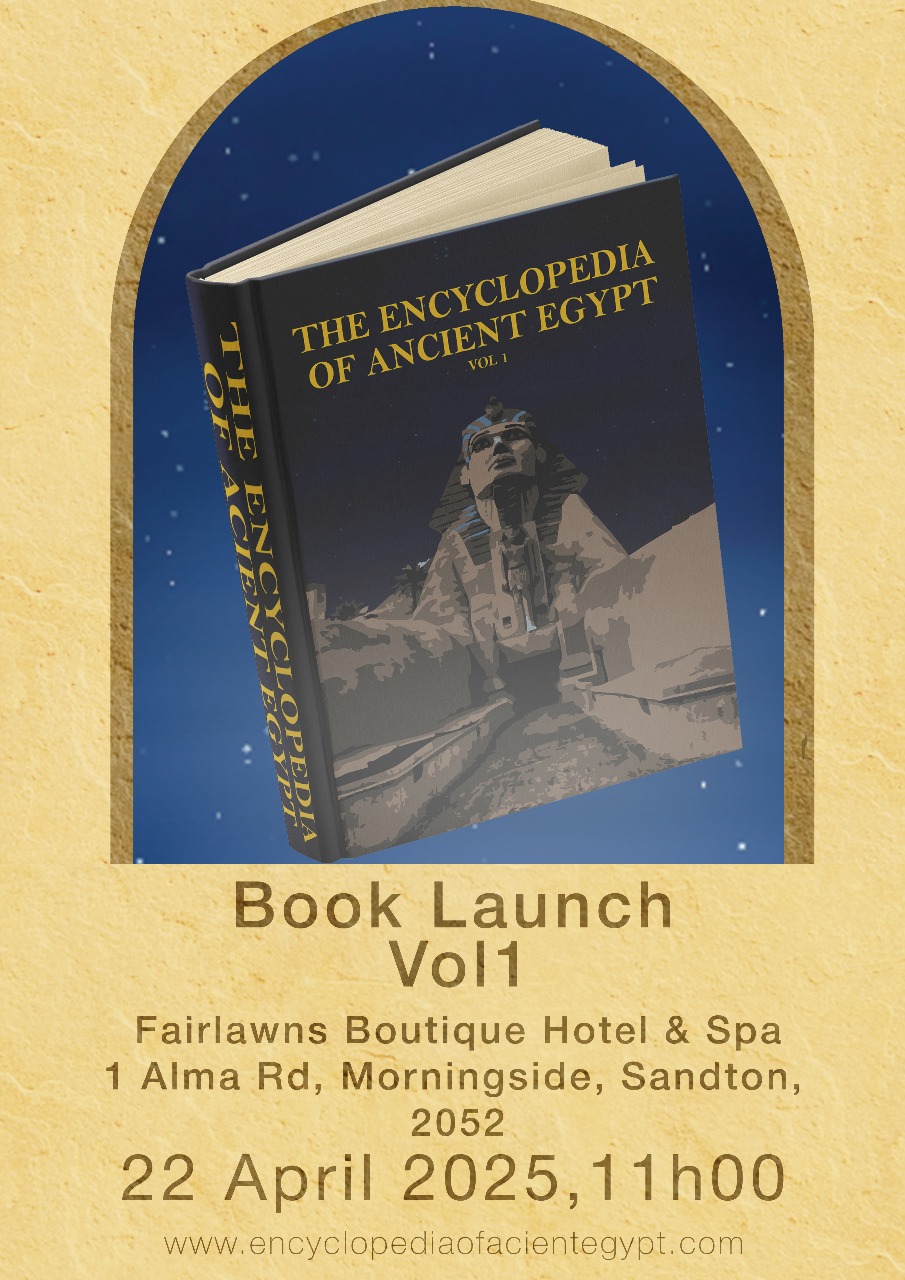 THE ENCYCLOPEDIA
OF ANCIENT EGYPT
VOL 1
THE ENCYCLOPEDIA
OF ACIENT EGYPT
Book Launch
Vol1
Fairlawns Boutique Hotel & Spa
1 Alma Rd, Morningside, Sandton,
2052
22 April 2025,11h00
www.encyclopediaofacientegypt.com